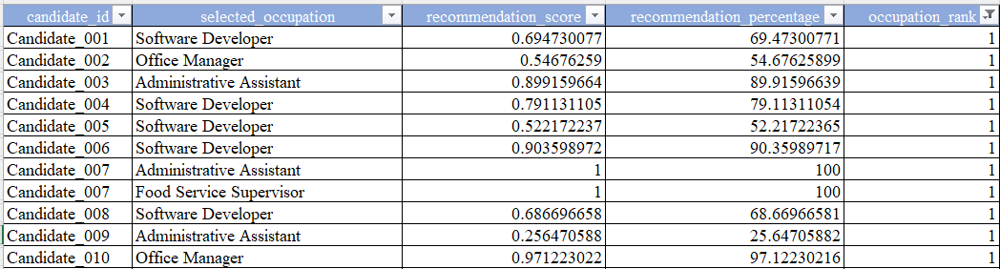 candidate_id selected_occupation recommendation_score recommendation_percentage occupation_rank
Candidate_001 Software Developer 0.694730077 69.47300771 1
Candidate_002 Office Manager 0.54676259 54.67625899 1
Candidate_003 Administrative Assistant 0.899159664 89.91596639 1
Candidate_004 Software Developer 0.791131105 79.11311054 1
Candidate_005 Software Developer 0.522172237 52.21722365 1
Candidate_006 Software Developer 0.903598972 90.35989717 1
Candidate_007 Administrative Assistant 1 100 1
Candidate_007 Food Service Supervisor 1 100 1
Candidate_008 Software Developer 0.686696658 68.66966581 1
Candidate_009 Administrative Assistant 0.256470588 25.64705882 1
Candidate_010 Office Manager 0.971223022 97.12230216 1